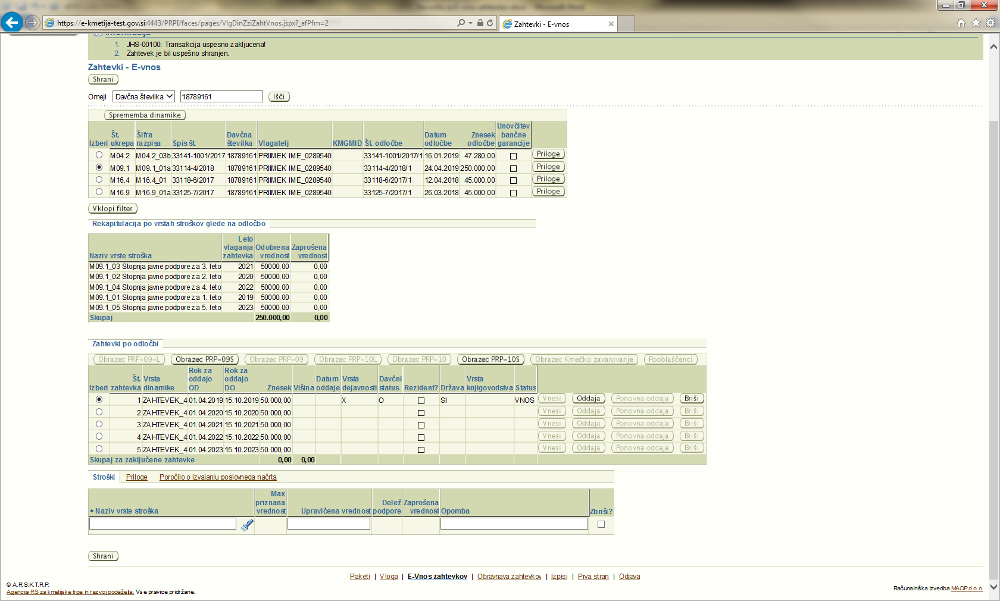 https://e-kmetija-test.gov.si:4443/PRPI/faces/pages/VlgDinZziZahtVnos.jspx?_afPfm=2
Zahtevki - E-vnos
Informacija
1. JHS-00100: Transakcija uspesno zakljucena!
2. Zahtevek je bil uspešno shranjen.
Zahtevki - E-vnos
Shrani
Omeji Davčna številka 18789161 Išči
Sprememba dinamike
Izberi Št. ukrepa Šifra razpisa Spis št. Davčna številka Vlagatelj KMGMID Št. odločbe Datum odločbe Znesek odločbe Unovčitev bančne garancije
M04.2 M04.2_03b 33141-1001/2017 18789161 PRIIMEK IME_0289540 33141-1001/2017/1 16.01.2019 47.280,00 Priloge
M09.1 M09.1_01a 33114-4/2018 18789161 PRIIMEK IME_0289540 33114-4/2018/1 24.04.2019 250.000,00 Priloge
M16.4 M16.4_01 33118-6/2017 18789161 PRIIMEK IME_0289540 33118-6/2017/1 12.04.2018 45.000,00 Priloge
M16.9 M16.9_01a 33125-7/2017 18789161 PRIIMEK IME_0289540 33125-7/2017/1 26.03.2018 45.000,00 Priloge
Vklopi filter
Rekapitulacija po vrstah stroškov glede na odločbo
Naziv vrste stroška Leto vlaganja zahtevka Odobrena vrednost Zaprošena vrednost
M09.1_03 Stopnja javne podpore za 3. leto 2021 50000,00 0,00
M09.1_02 Stopnja javne podpore za 2. leto 2020 50000,00 0,00
M09.1_04 Stopnja javne podpore za 4. leto 2022 50000,00 0,00
M09.1_01 Stopnja javne podpore za 1. leto 2019 50000,00 0,00
M09.1_05 Stopnja javne podpore za 5. leto 2023 50000,00 0,00
Skupaj 250.000,00 0,00
Zahtevki po odločbi
Obrazec PRP-09-L Obrazec PRP-09S Obrazec PRP-09 Obrazec PRP-10L Obrazec PRP-10 Obrazec PRP-10S Obrazec Kmečko zavarovanje Pooblaščenci
Izberi Št. zahtevka Vrsta dinamike Rok za oddajo OD Rok za oddajo DO Znesek Višina Datum oddaje Vrsta dejavnosti Davčni status Rezident? Država Vrsta knjigovodstva Status
1 ZAHTEVEK_4 01.04.2019 15.10.2019 50.000,00 X O SI VNOS Vnesi Oddaja Ponovna oddaja Briši
2 ZAHTEVEK_4 01.04.2020 15.10.2020 50.000,00 Vnesi Oddaja Ponovna oddaja Briši
3 ZAHTEVEK_4 01.04.2021 15.10.2021 50.000,00 Vnesi Oddaja Ponovna oddaja Briši
4 ZAHTEVEK_4 01.04.2022 15.10.2022 50.000,00 Vnesi Oddaja Ponovna oddaja Briši
5 ZAHTEVEK_4 01.04.2023 15.10.2023 50.000,00 Vnesi Oddaja Ponovna oddaja Briši
Skupaj za zaključene zahtevke 0,00 0,00
Stroški Priloge Poročilo o izvajanju poslovnega načrta
* Naziv vrste stroška Max priznana vrednost Upravičena vrednost Delež podpore Zaprošena vrednost Opomba Zbriši?
Shrani
Paketi | Vloga | E-Vnos zahtevkov | Obravnava zahtevkov | Izpisi | Prva stran | Odjava
© A.R.S.K.T.R.P.
Agencija RS za kmetijske trge in razvoj podeželja. Vse pravice pridržane.
Računalniška izvedba MAOP d.o.o.